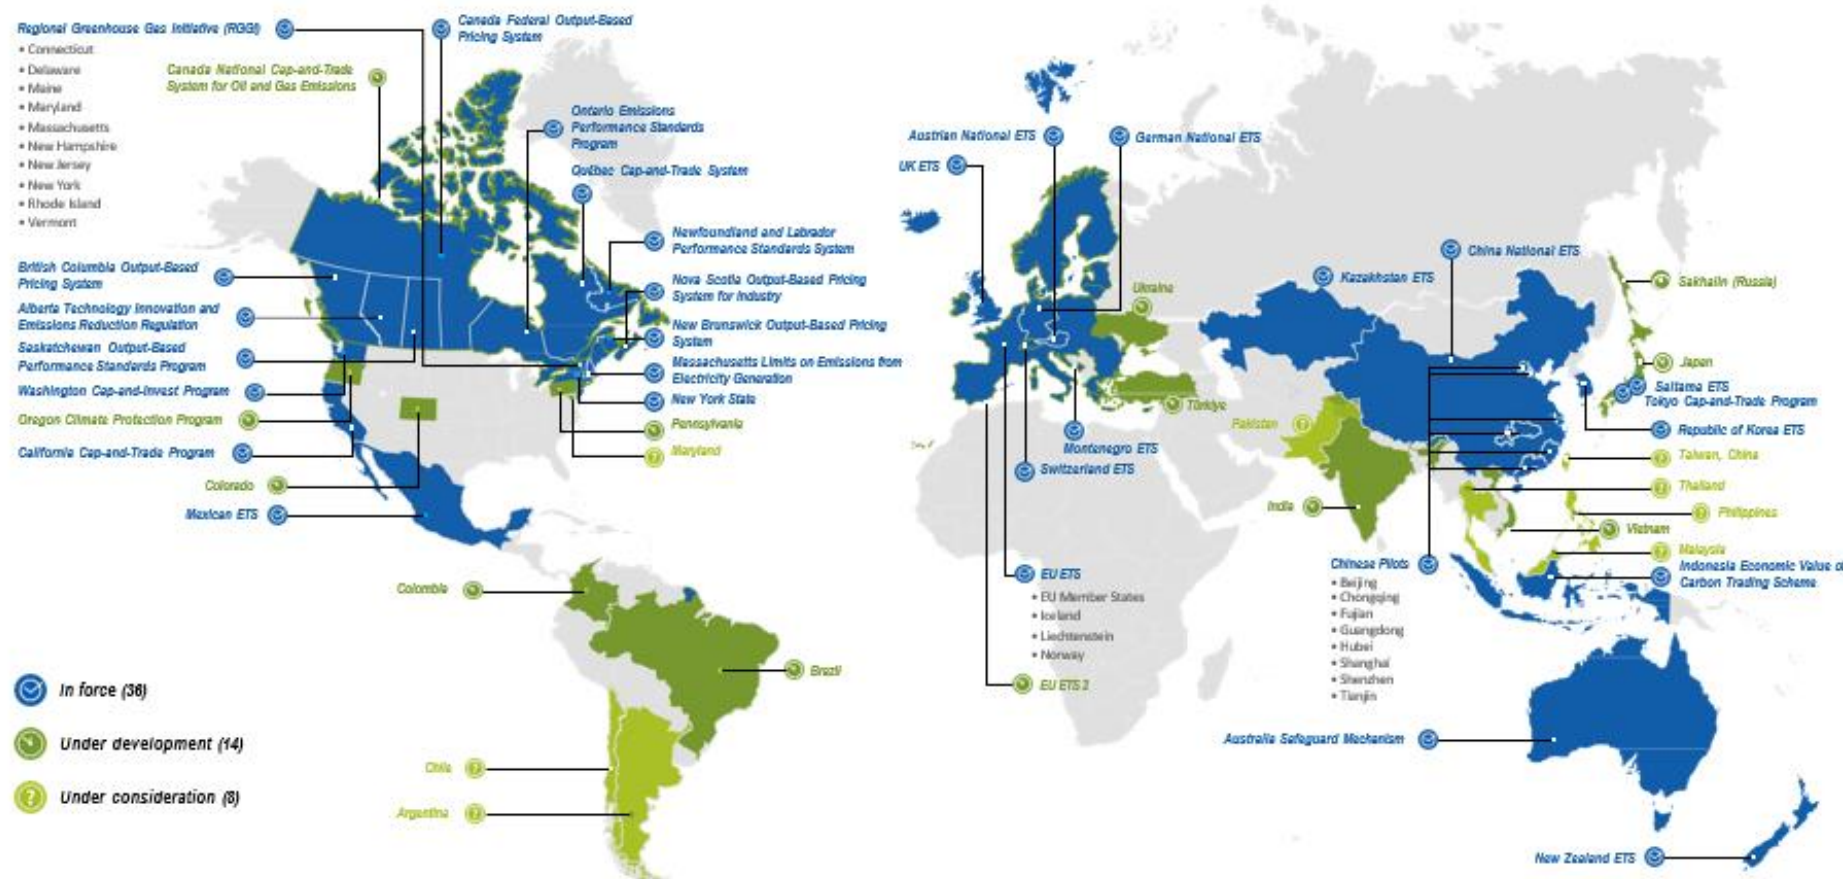 Regional Greenhouse Gas Initiative (RGGI)
• Connecticut
• Delaware
• Maine
• Maryland
• Massachusetts
• New Hampshire
• New Jersey
• New York
• Rhode Island
• Vermont
Canada Federal Output-Based
Pricing System
Canada National Cap-and-Trade
System for Oil and Gas Emissions
Ontario Emissions
Performance Standards
Program
Québec Cap-and-Trade System
Newfoundland and Labrador
Performance Standards System
Nova Scotia Output-Based Pricing
System for Industry
New Brunswick Output-Based Pricing
System
Massachusetts Limits on Emissions from
Electricity Generation
New York State
Pennsylvania
Maryland
British Columbia Output-Based
Pricing System
Alberta Technology Innovation and
Emissions Reduction Regulation
Saskatchewan Output-Based
Performance Standards Program
Washington Cap-and-Invest Program
Oregon Climate Protection Program
California Cap-and-Trade Program
Colorado
Mexican ETS
Colombia
Brazil
Chile
Argentina
In force (36)
Under development (14)
Under consideration (8)
Austrian National ETS
German National ETS
UK ETS
Ukraine
Türkiye
Montenegro ETS
Switzerland ETS
EU ETS
• EU Member States
• Iceland
• Liechtenstein
• Norway
EU ETS 2
Kazakhstan ETS
China National ETS
Sakhalin (Russia)
Japan
Saitama ETS
Tokyo Cap-and-Trade Program
Republic of Korea ETS
Taiwan, China
Thailand
Philippines
Vietnam
Malaysia
Indonesia Economic Value of
Carbon Trading Scheme
Pakistan
India
Chinese Pilots
• Beijing
• Chongqing
• Fujian
• Guangdong
• Hubei
• Shanghai
• Shenzhen
• Tianjin
Australia Safeguard Mechanism
New Zealand ETS